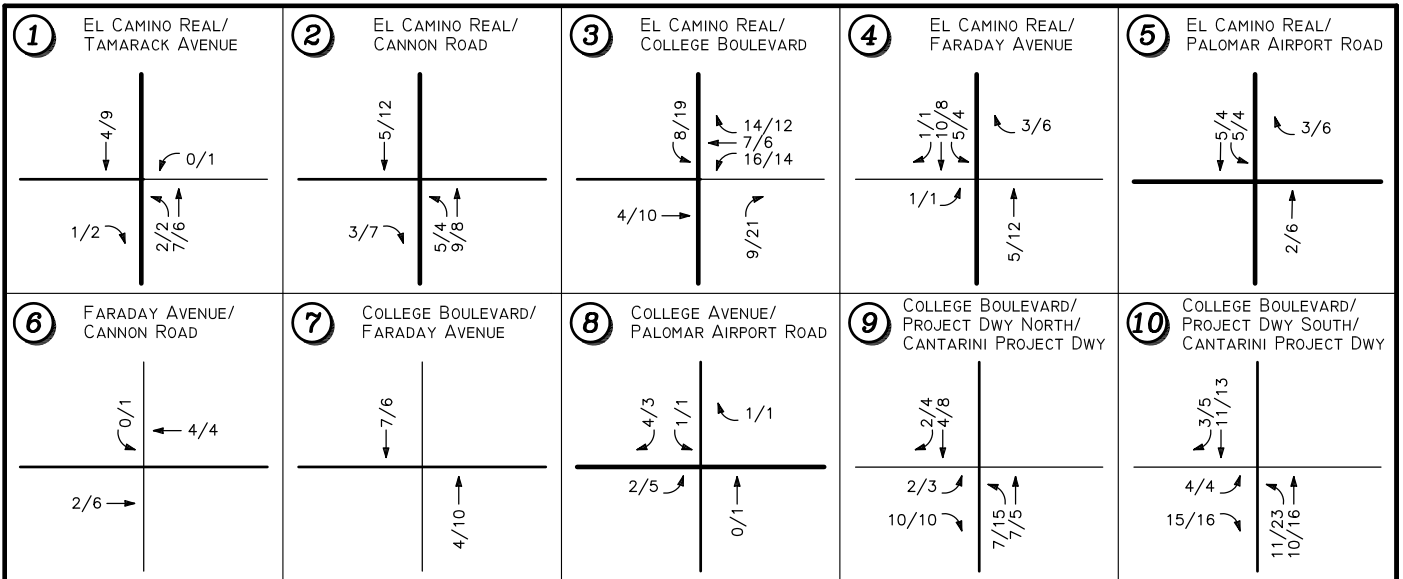 1
EL CAMINO REAL/
TAMARACK AVENUE
4/9
0/1
1/2
2/2
7/6
2
EL CAMINO REAL/
CANNON ROAD
5/12
3/7
5/4
9/8
3
EL CAMINO REAL/
COLLEGE BOULEVARD
8/19
14/12
7/6
16/14
4/10
9/21
4
EL CAMINO REAL/
FARADAY AVENUE
1/1
10/8
5/4
3/6
1/1
5/12
5
EL CAMINO REAL/
PALOMAR AIRPORT ROAD
5/4
5/4
3/6
2/6
6
FARADAY AVENUE/
CANNON ROAD
0/1
4/4
2/6
7
COLLEGE BOULEVARD/
FARADAY AVENUE
7/6
4/10
8
COLLEGE AVENUE/
PALOMAR AIRPORT ROAD
4/3
1/1
1/1
2/5
0/1
9
COLLEGE BOULEVARD/
PROJECT DWY NORTH/
CANTARINI PROJECT DWY
2/4
4/8
2/3
10/10
7/15
7/5
10
COLLEGE BOULEVARD/
PROJECT DWY SOUTH/
CANTARINI PROJECT DWY
3/5
11/13
4/4
15/16
11/23
10/16